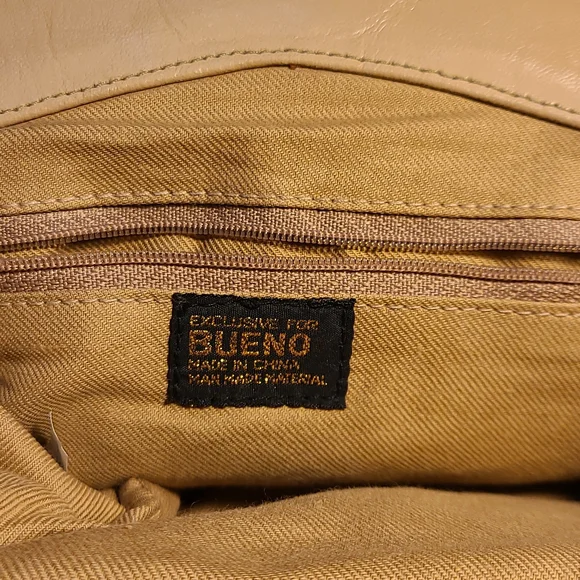 EXCLUSIVE FOR
BUENO
MADE IN CHINA
MAN MADE MATERIAL